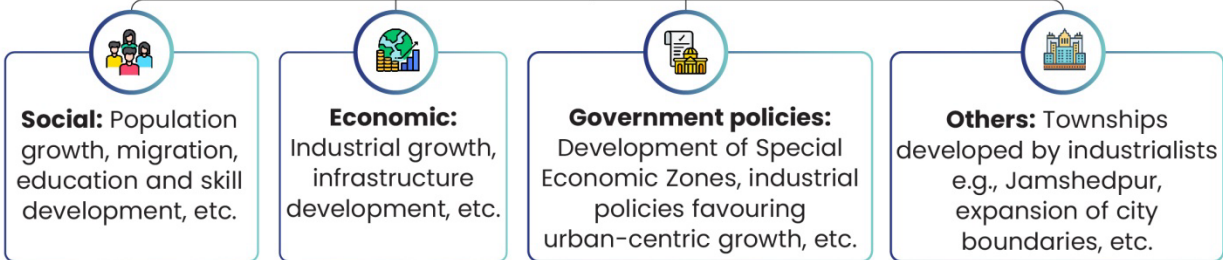 Social: Population
growth, migration,
education and skill
development, etc.
Economic:
Industrial growth,
infrastructure
development, etc.
Government policies:
Development of Special
Economic Zones, industrial
policies favouring
urban-centric growth, etc.
Others: Townships
developed by industrialists
e.g., Jamshedpur,
expansion of city
boundaries, etc.